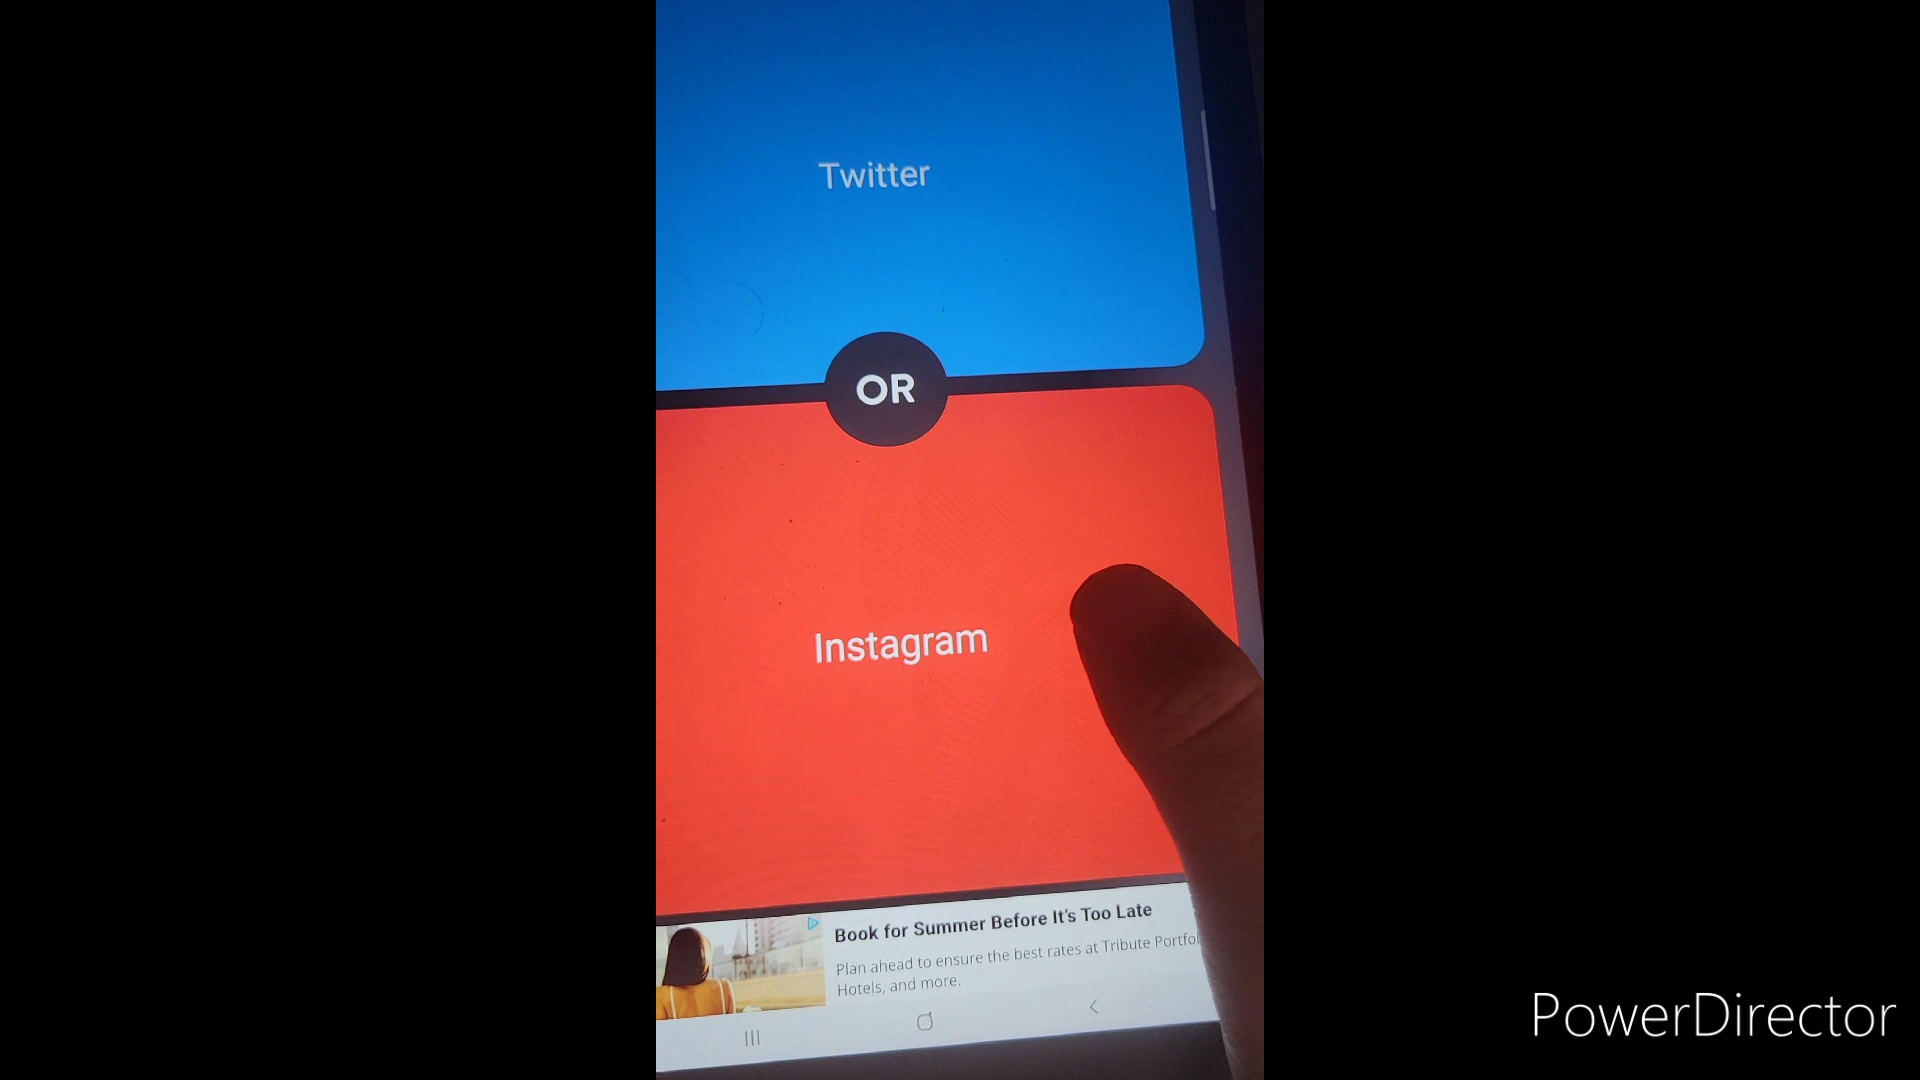 Twitter
OR
Instagram
Book for Summer Before It's Too Late
Plan ahead to ensure the best rates at Tribute
Hotels, and more.
PowerDirector